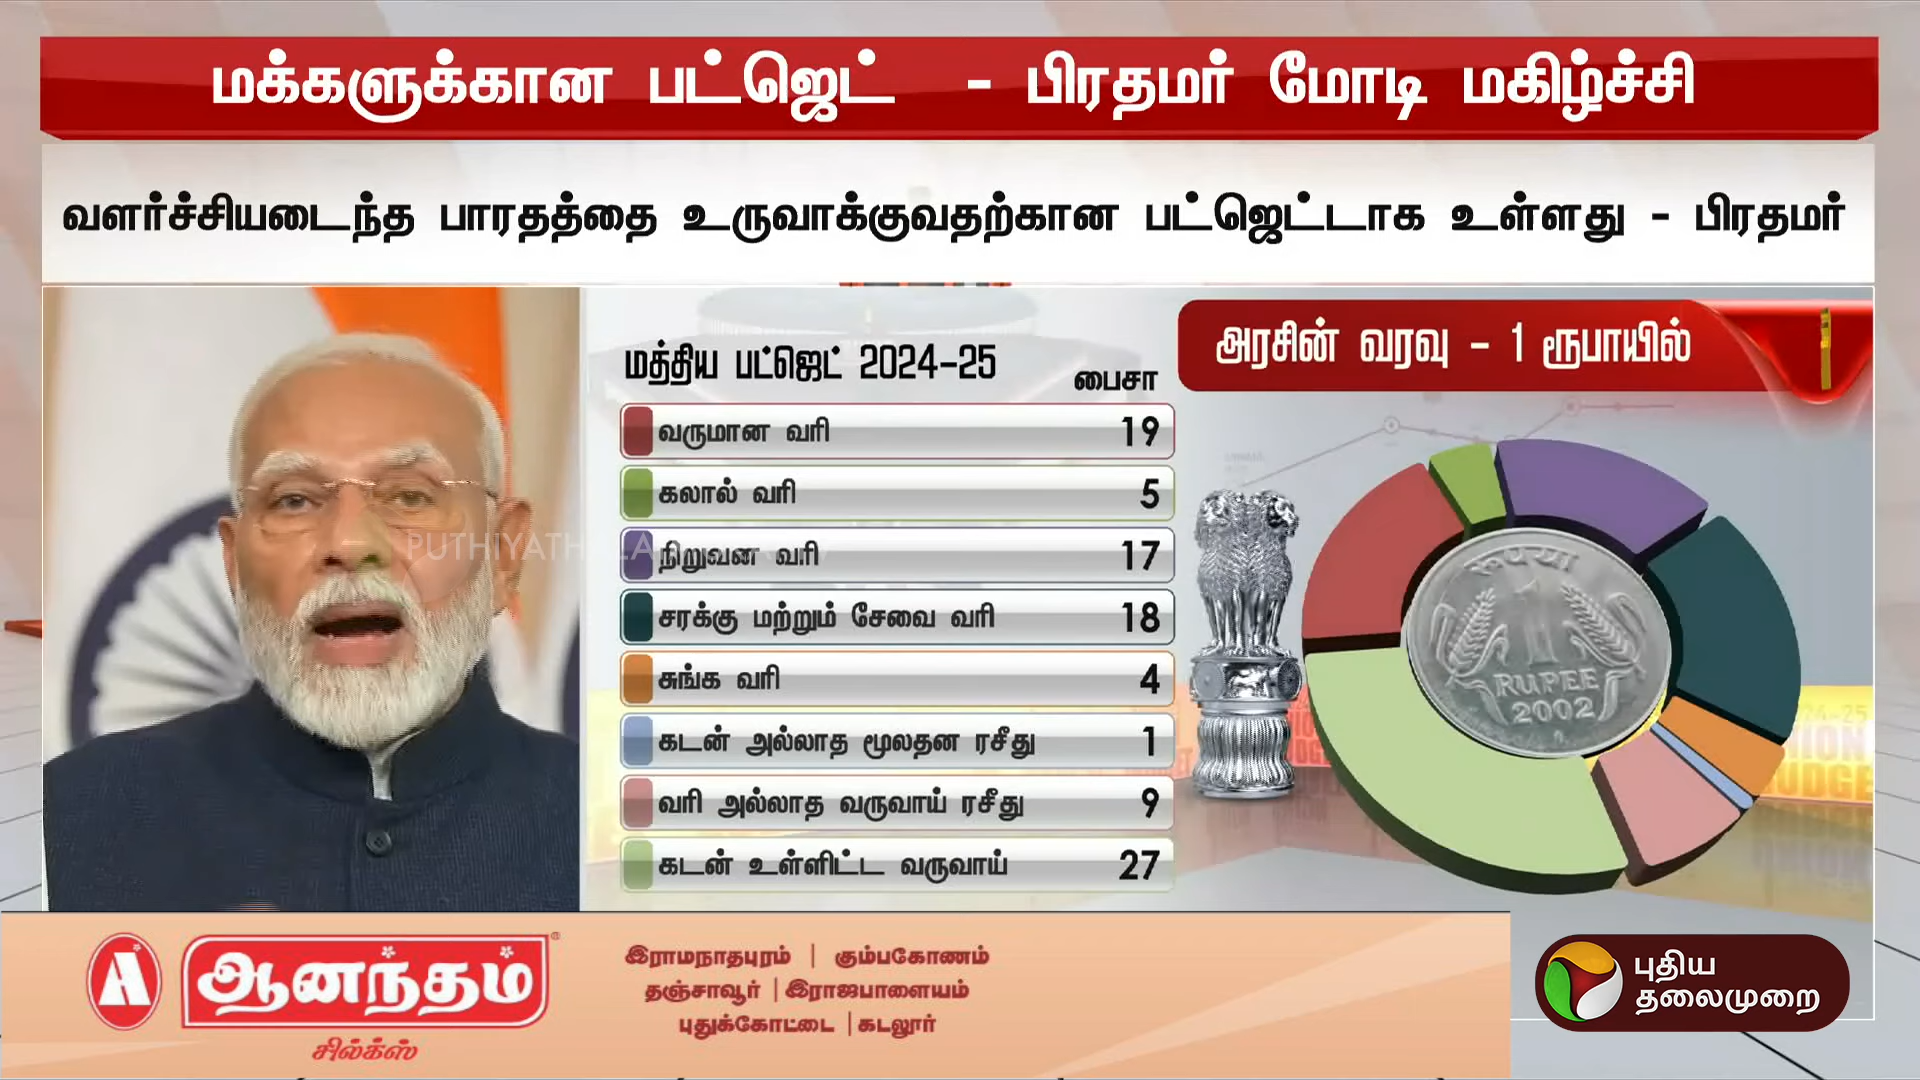 மக்களுக்கான பட்ஜெட் - பிரதமர் மோடி மகிழ்ச்சி
வளர்ச்சியடைந்த பாரதத்தை உருவாக்குவதற்கான பட்ஜெட்டாக உள்ளது - பிரதமர்
அரசின் வரவு - 1 ரூபாயில்
மத்திய பட்ஜெட் 2024-25 பைசா
வருமான வரி 19
கலால் வரி 5
நிறுவன வரி 17
சரக்கு மற்றும் சேவை வரி 18
சுங்க வரி 4
கடன் அல்லாத மூலதன ரசீது 1
வரி அல்லாத வருவாய் ரசீது 9
கடன் உள்ளிட்ட வருவாய் 27
रूपया
1
RUPEE
2002
A ஆனந்தம்
சில்க்ஸ்
இராமநாதபுரம் | கும்பகோணம்
தஞ்சாவூர் | இராஜபாளையம்
புதுக்கோட்டை | கடலூர்
புதிய
தலைமுறை